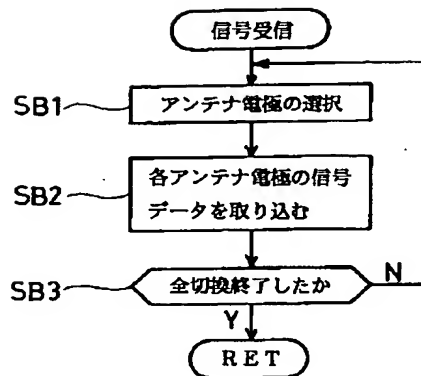 信号受信
SB1
アンテナ電極の選択
SB2
各アンテナ電極の信号
データを取り込む
SB3
全切換終了したか
N
Y
RET